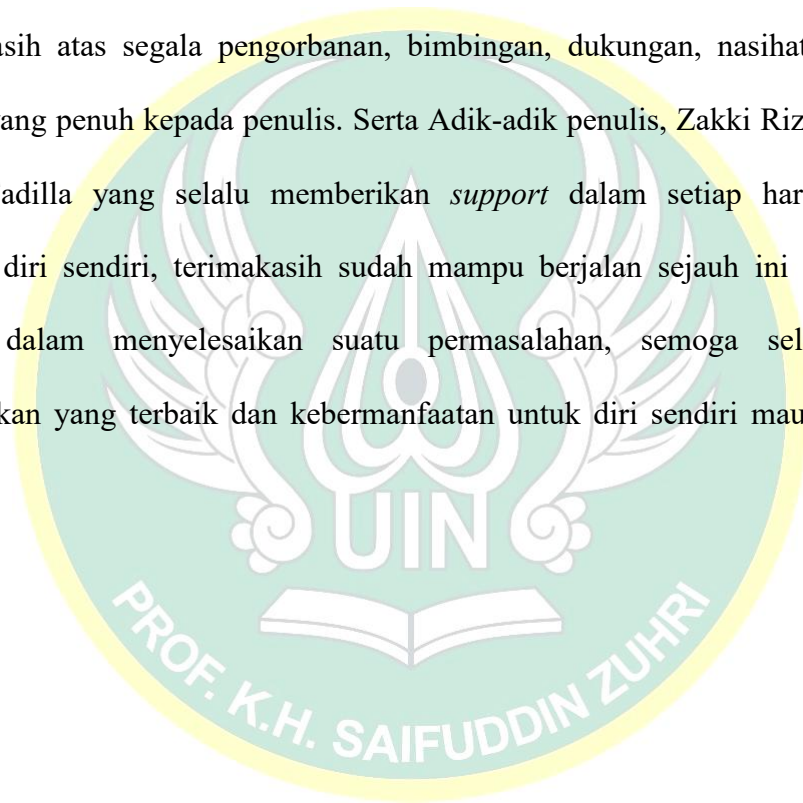 asih atas segala pengorbanan, bimbingan, dukungan, nasihat
yang penuh kepada penulis. Serta Adik-adik penulis, Zakki Riz
adilla yang selalu memberikan support dalam setiap har
diri sendiri, terimakasih sudah mampu berjalan sejauh ini
dalam menyelesaikan suatu permasalahan, semoga sel
kan yang terbaik dan kebermanfaatan untuk diri sendiri mau
UIN
PROF. K.H. SAIFUDDIN ZUHRI